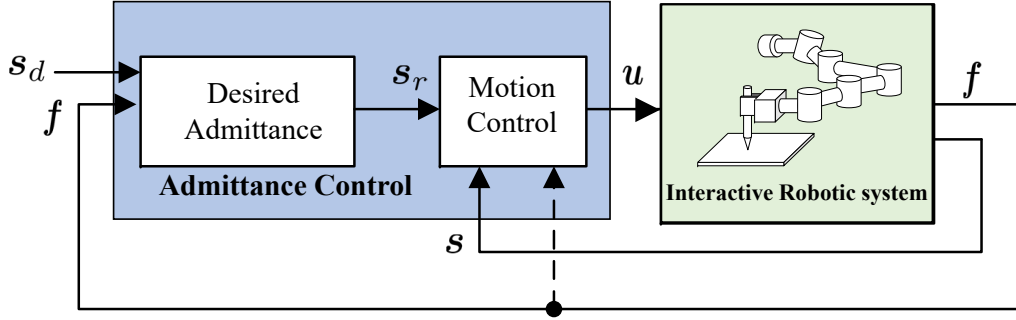 s_d
f
Desired
Admittance
s_r
Motion
Control
u
f
Admittance Control
Interactive Robotic system
s